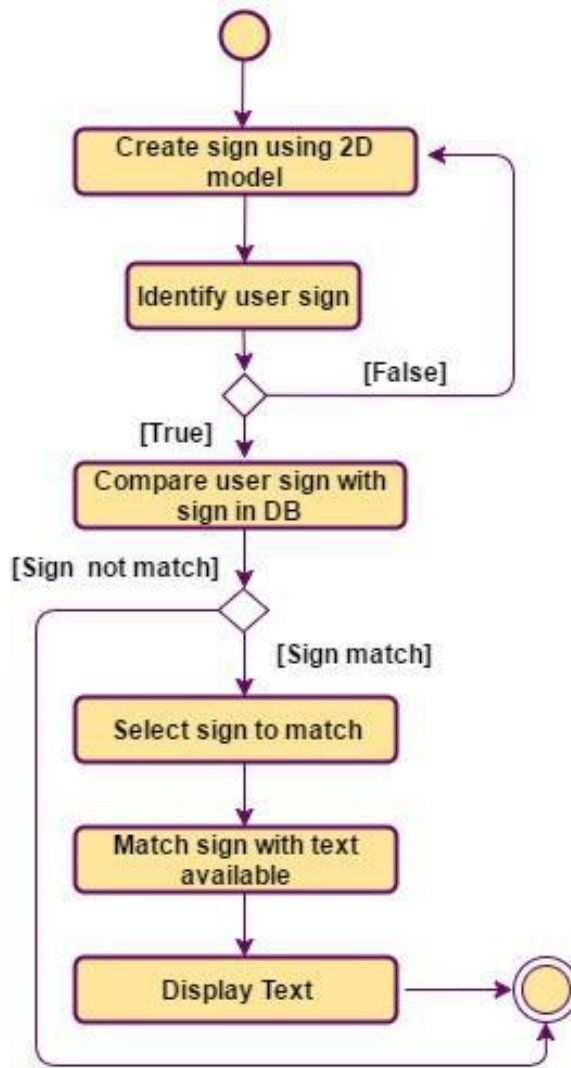 Create sign using 2D
model
Identify user sign
[False]
[True]
Compare user sign with
sign in DB
[Sign not match]
[Sign match]
Select sign to match
Match sign with text
available
Display Text